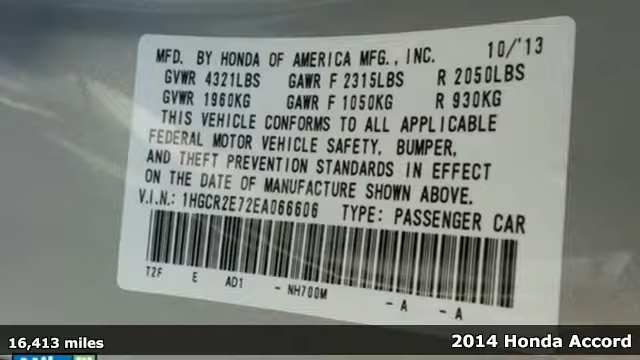 MFD. BY HONDA OF AMERICA MFG., INC. 10/'13
GVWR 4321LBS GAWR F 2315LBS R 2050LBS
GVWR 1960KG GAWR F 1050KG R 930KG
THIS VEHICLE CONFORMS TO ALL APPLICABLE
FEDERAL MOTOR VEHICLE SAFETY, BUMPER,
AND THEFT PREVENTION STANDARDS IN EFFECT
ON THE DATE OF MANUFACTURE SHOWN ABOVE.
V.I.N.: 1HGCR2E72EA066606 TYPE: PASSENGER CAR
T2F E AD1 - NH700M - A - A
16,413 miles 2014 Honda Accord